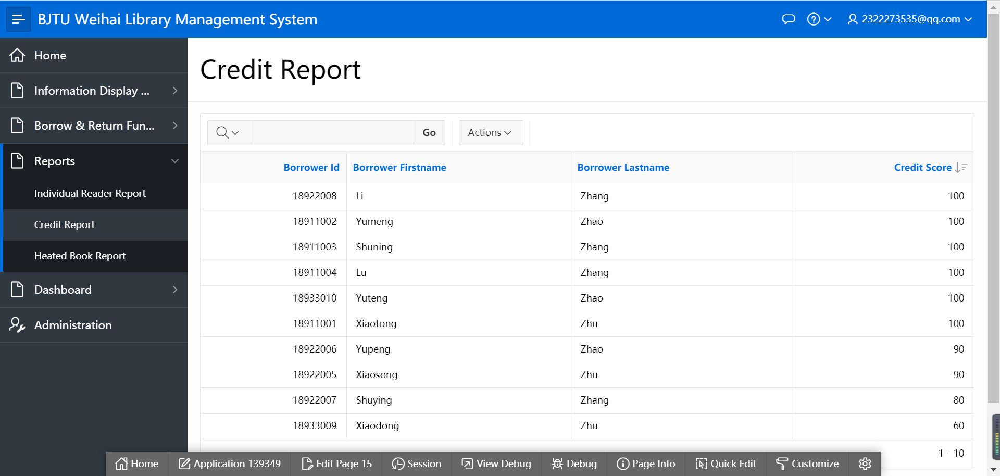 BJTU Weihai Library Management System
2322273535@qq.com
Home
Information Display ...
Borrow & Return Fun...
Reports
Individual Reader Report
Credit Report
Heated Book Report
Dashboard
Administration
Credit Report
Go
Actions
Borrower Id Borrower Firstname Borrower Lastname Credit Score
18922008 Li Zhang 100
18911002 Yumeng Zhao 100
18911003 Shuning Zhang 100
18911004 Lu Zhang 100
18933010 Yuteng Zhao 100
18911001 Xiaotong Zhu 100
18922006 Yupeng Zhao 90
18922005 Xiaosong Zhu 90
18922007 Shuying Zhang 80
18933009 Xiaodong Zhu 60
1 - 10
Home Application 139349 Edit Page 15 Session View Debug Debug Page Info Quick Edit Customize